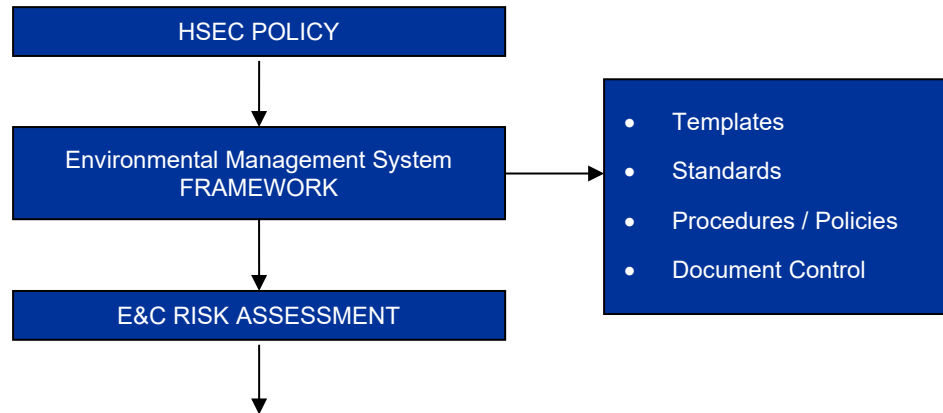 HSEC POLICY
Environmental Management System
FRAMEWORK
• Templates
• Standards
• Procedures / Policies
• Document Control
E&C RISK ASSESSMENT